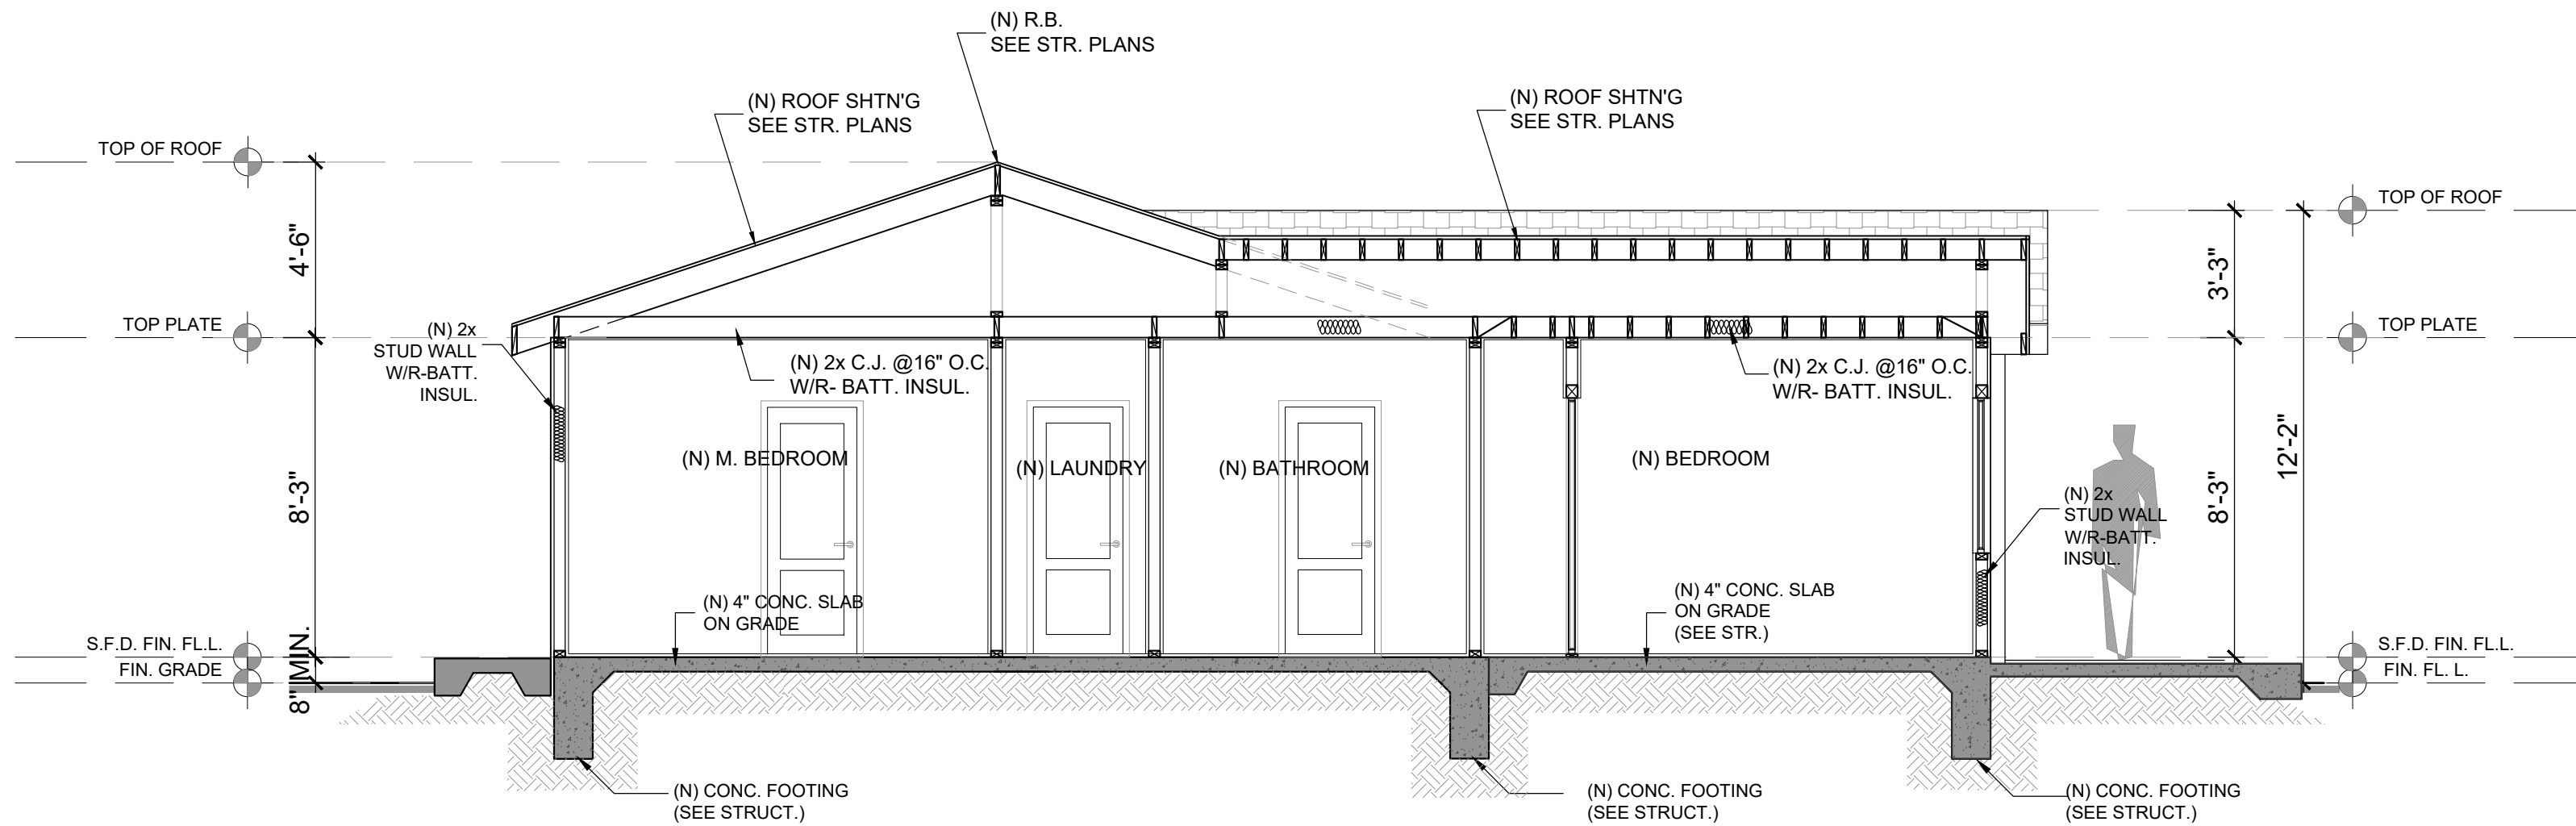 (N) R.B.
SEE STR. PLANS
(N) ROOF SHTN'G
SEE STR. PLANS
(N) ROOF SHTN'G
SEE STR. PLANS
TOP OF ROOF
TOP OF ROOF
4'-6"
3'-3"
TOP PLATE
TOP PLATE
(N) 2x
STUD WALL
W/R-BATT.
INSUL.
(N) 2x C.J. @16" O.C.
W/R- BATT. INSUL.
(N) 2x C.J. @16" O.C.
W/R- BATT. INSUL.
8'-3"
12'-2"
8'-3"
(N) M. BEDROOM
(N) LAUNDRY
(N) BATHROOM
(N) BEDROOM
(N) 2x
STUD WALL
W/R-BATT.
INSUL.
(N) 4" CONC. SLAB
ON GRADE
(N) 4" CONC. SLAB
ON GRADE
(SEE STR.)
S.F.D. FIN. FL.L.
FIN. GRADE
8" MIN.
S.F.D. FIN. FL.L.
FIN. FL. L.
(N) CONC. FOOTING
(SEE STRUCT.)
(N) CONC. FOOTING
(SEE STRUCT.)
(N) CONC. FOOTING
(SEE STRUCT.)